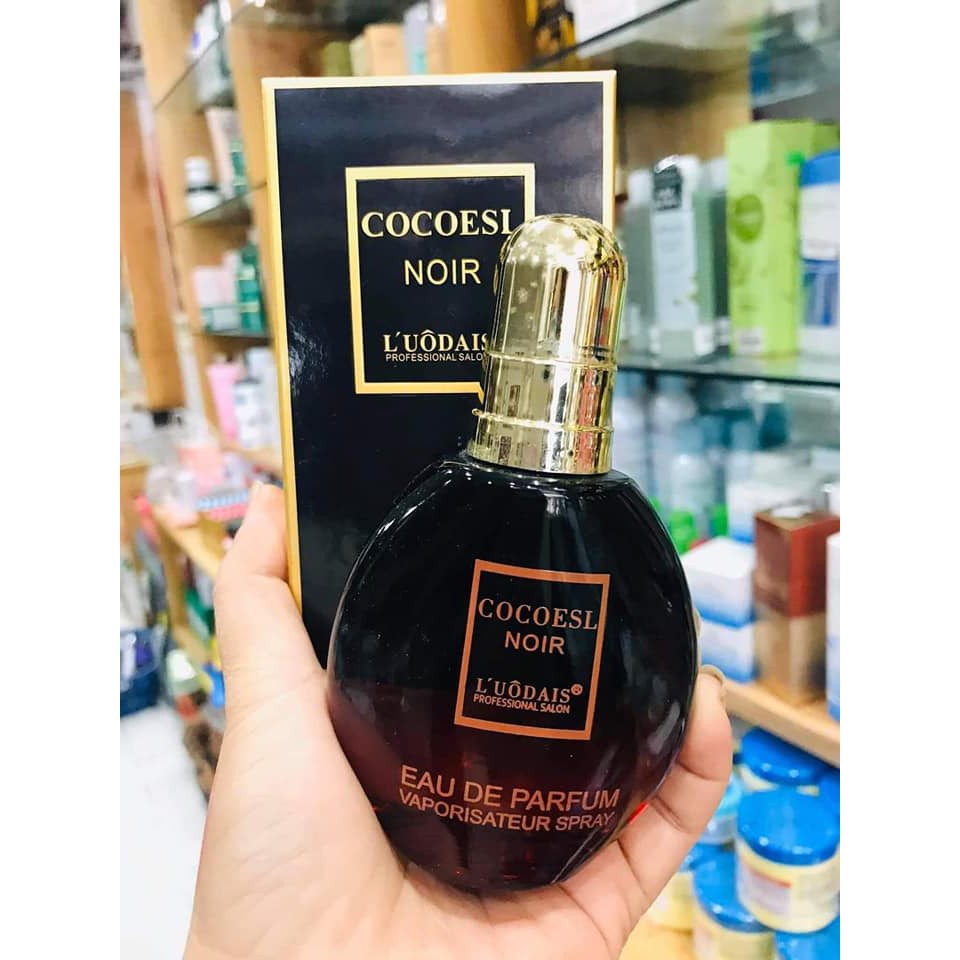 COCOESL
NOIR
L'UÔDAIS
PROFESSIONAL SALON
COCOESL
NOIR
L'UÔDAIS®
PROFESSIONAL SALON
EAU DE PARFUM
VAPORISATEUR SPRAY